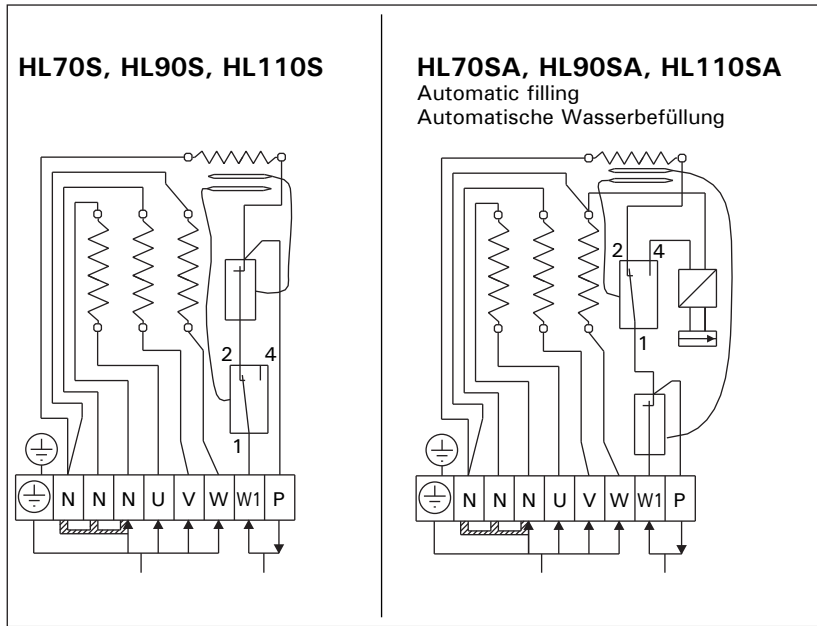 HL70S, HL90S, HL110S
2 4
1
N N N U V W W1 P
HL70SA, HL90SA, HL110SA
Automatic filling
Automatische Wasserbefüllung
2 4
1
N N N U V W W1 P